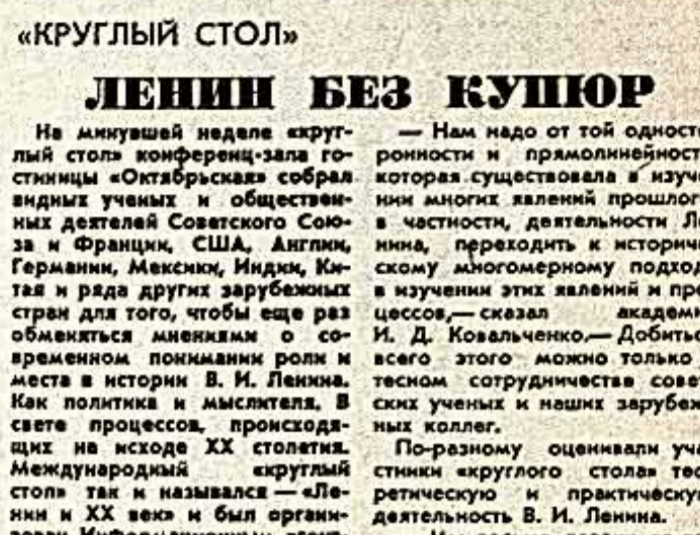 «КРУГЛЫЙ СТОЛ»
ЛЕНИН БЕЗ КУПЮР
На минувшей неделе «круг-
лый стол» конференц-зала го-
стиницы «Октябрьская» собрал
видных ученых и обществен-
ных деятелей Советского Сою-
за и Франции, США, Англии,
Германии, Мексики, Индии, Ки-
тая и ряда других зарубежных
стран для того, чтобы еще раз
обменяться мнениями о со-
временном понимании роли и
места в истории В. И. Ленина.
Как политика и мыслителя. В
свете процессов, происходя-
щих на исходе XX столетия.
Международный «круглый
стол» так и назывался — «Ле-
нин и XX век» и был органи-
— Нам надо от той одност
ронности и прямолинейност
которая существовала в изуче
нии многих явлений прошлог
в частности, деятельности Ле
нина, переходить к историче
скому многомерному подход
в изучении этих явлений и про
цессов,— сказал академи
И. Д. Ковальченко.— Добитьс
всего этого можно только
тесном сотрудничестве сове
ских ученых и наших зарубеж
ных коллег.
По-разному оценивали уча
стники «круглого стола» тео
ретическую и практическу
деятельность В. И. Ленина.